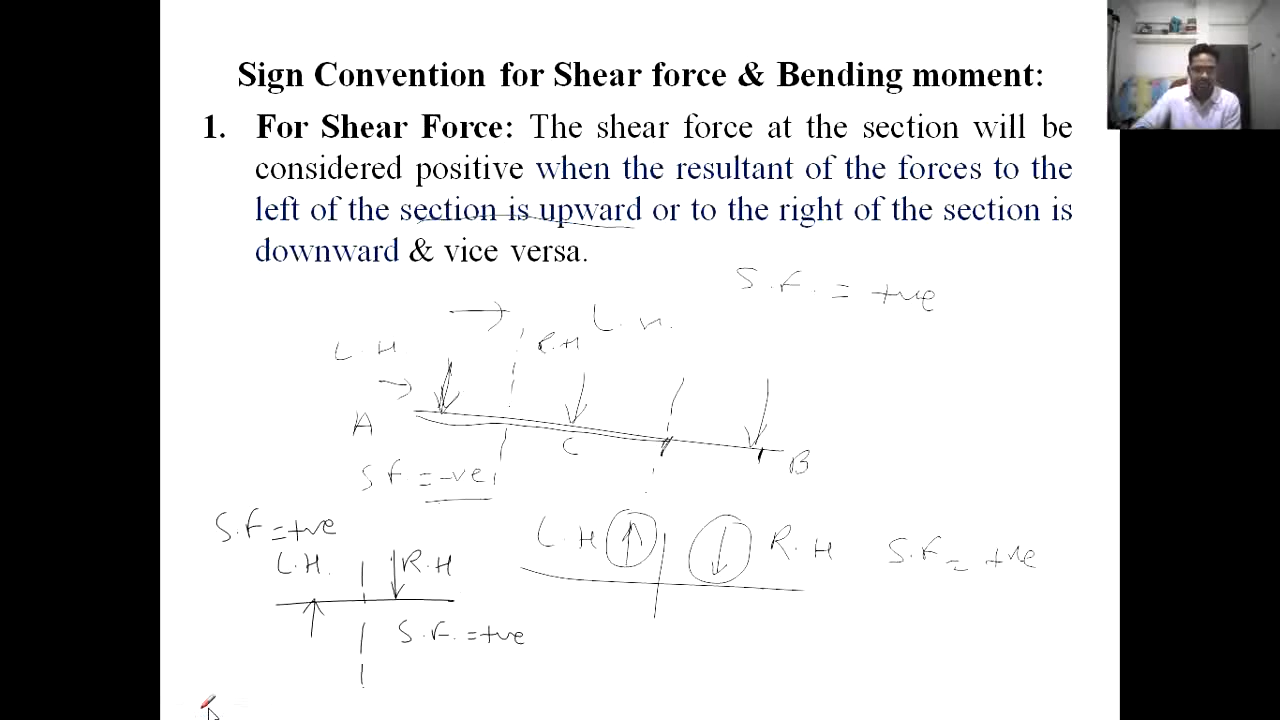 Sign Convention for Shear force & Bending moment:
1. For Shear Force: The shear force at the section will be
considered positive when the resultant of the forces to the
left of the section is upward or to the right of the section is
downward & vice versa.
S.F. = +ve
L.H.
L.H
R.H
A
C
B
S F = -ve
S.F = +ve
L.H
R.H
S.F = +ve
L.H.
R.H
S.F. = +ve